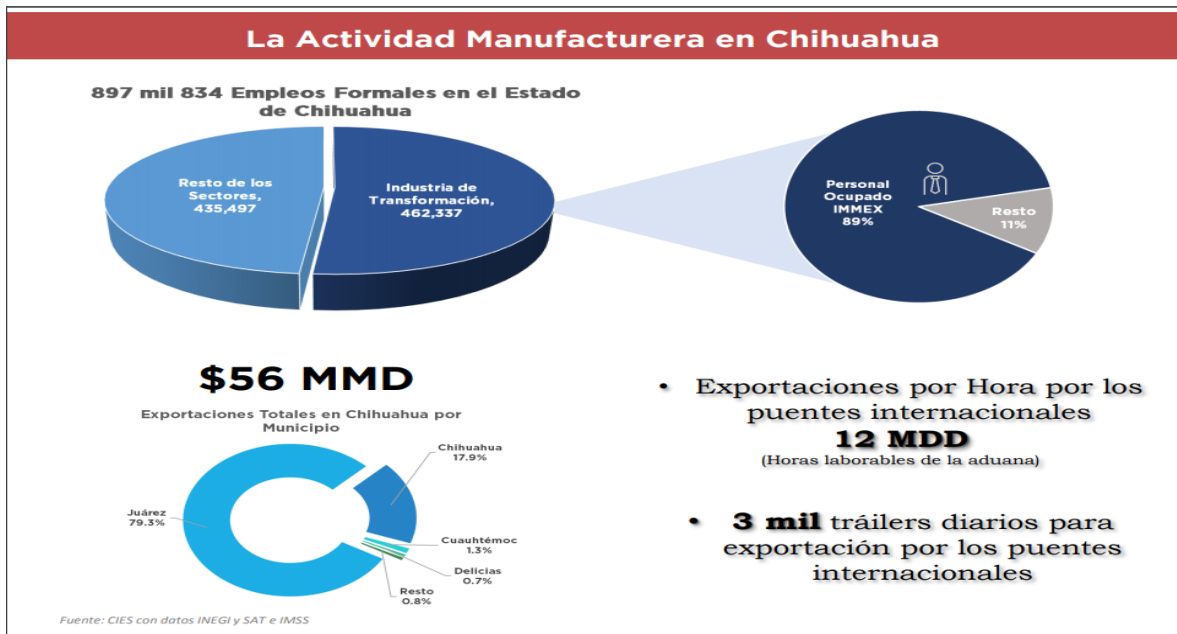 La Actividad Manufacturera en Chihuahua
897 mil 834 Empleos Formales en el Estado
de Chihuahua
Resto de los
Sectores,
435,497
Industria de
Transformación,
462,337
Personal
Ocupado
IMMEX
89%
Resto
11%
$56 MMD
Exportaciones Totales en Chihuahua por
Municipio
Chihuahua
17.9%
Juárez
79.3%
Cuauhtémoc
1.3%
Delicias
0.7%
Resto
0.8%
• Exportaciones por Hora por los
puentes internacionales
12 MDD
(Horas laborables de la aduana)
• 3 mil tráilers diarios para
exportación por los puentes
internacionales
Fuente: CIES con datos INEGI y SAT e IMSS